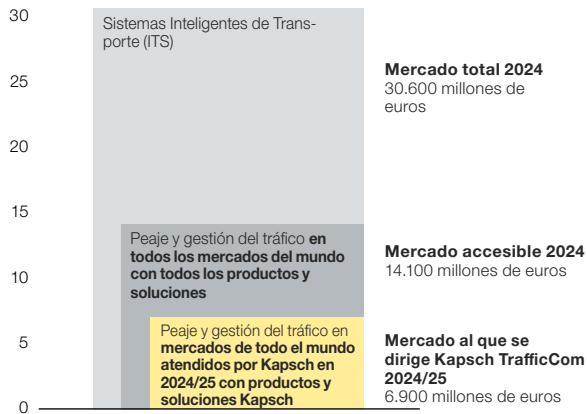 30
25
20
15
10
5
0
Sistemas Inteligentes de Trans-
porte (ITS)
Peaje y gestión del tráfico en
todos los mercados del mundo
con todos los productos y
soluciones
Peaje y gestión del tráfico en
mercados de todo el mundo
atendidos por Kapsch en
2024/25 con productos y
soluciones Kapsch
Mercado total 2024
30.600 millones de
euros
Mercado accesible 2024
14.100 millones de euros
Mercado al que se
dirige Kapsch TrafficCom
2024/25
6.900 millones de euros